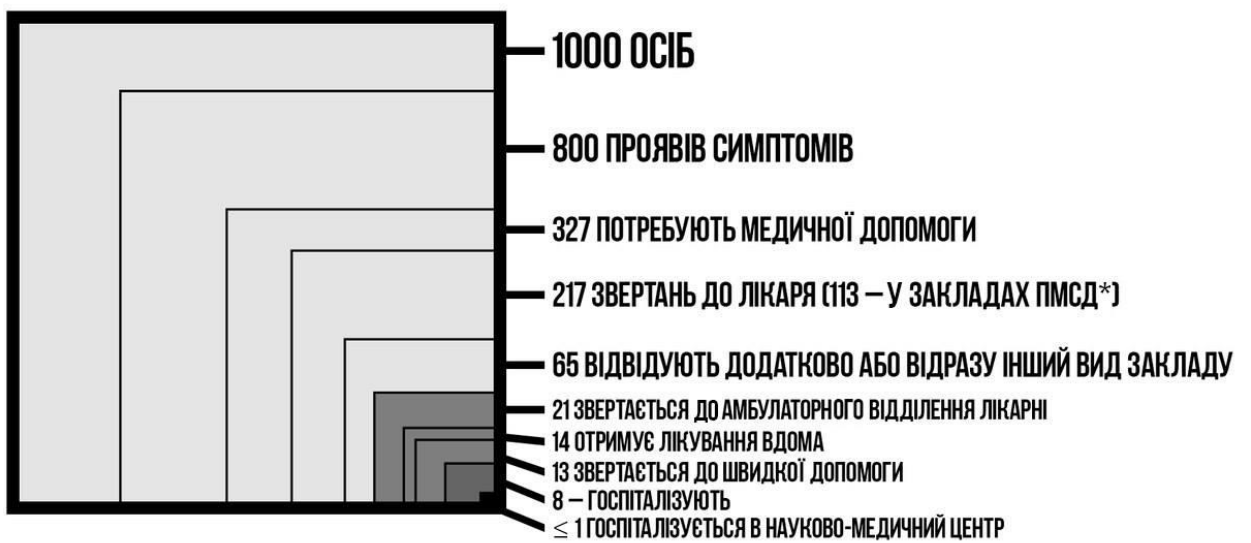 1000 ОСІБ
800 ПРОЯВІВ СИМПТОМІВ
327 ПОТРЕБУЮТЬ МЕДИЧНОЇ ДОПОМОГИ
217 ЗВЕРТАНЬ ДО ЛІКАРЯ (113 – У ЗАКЛАДАХ ПМСД*)
65 ВІДВІДУЮТЬ ДОДАТКОВО АБО ВІДРАЗУ ІНШИЙ ВИД ЗАКЛАДУ
21 ЗВЕРТАЄТЬСЯ ДО АМБУЛАТОРНОГО ВІДДІЛЕННЯ ЛІКАРНІ
14 ОТРИМУЄ ЛІКУВАННЯ ВДОМА
13 ЗВЕРТАЄТЬСЯ ДО ШВИДКОЇ ДОПОМОГИ
8 – ГОСПІТАЛІЗУЮТЬ
≤ 1 ГОСПІТАЛІЗУЄТЬСЯ В НАУКОВО-МЕДИЧНИЙ ЦЕНТР